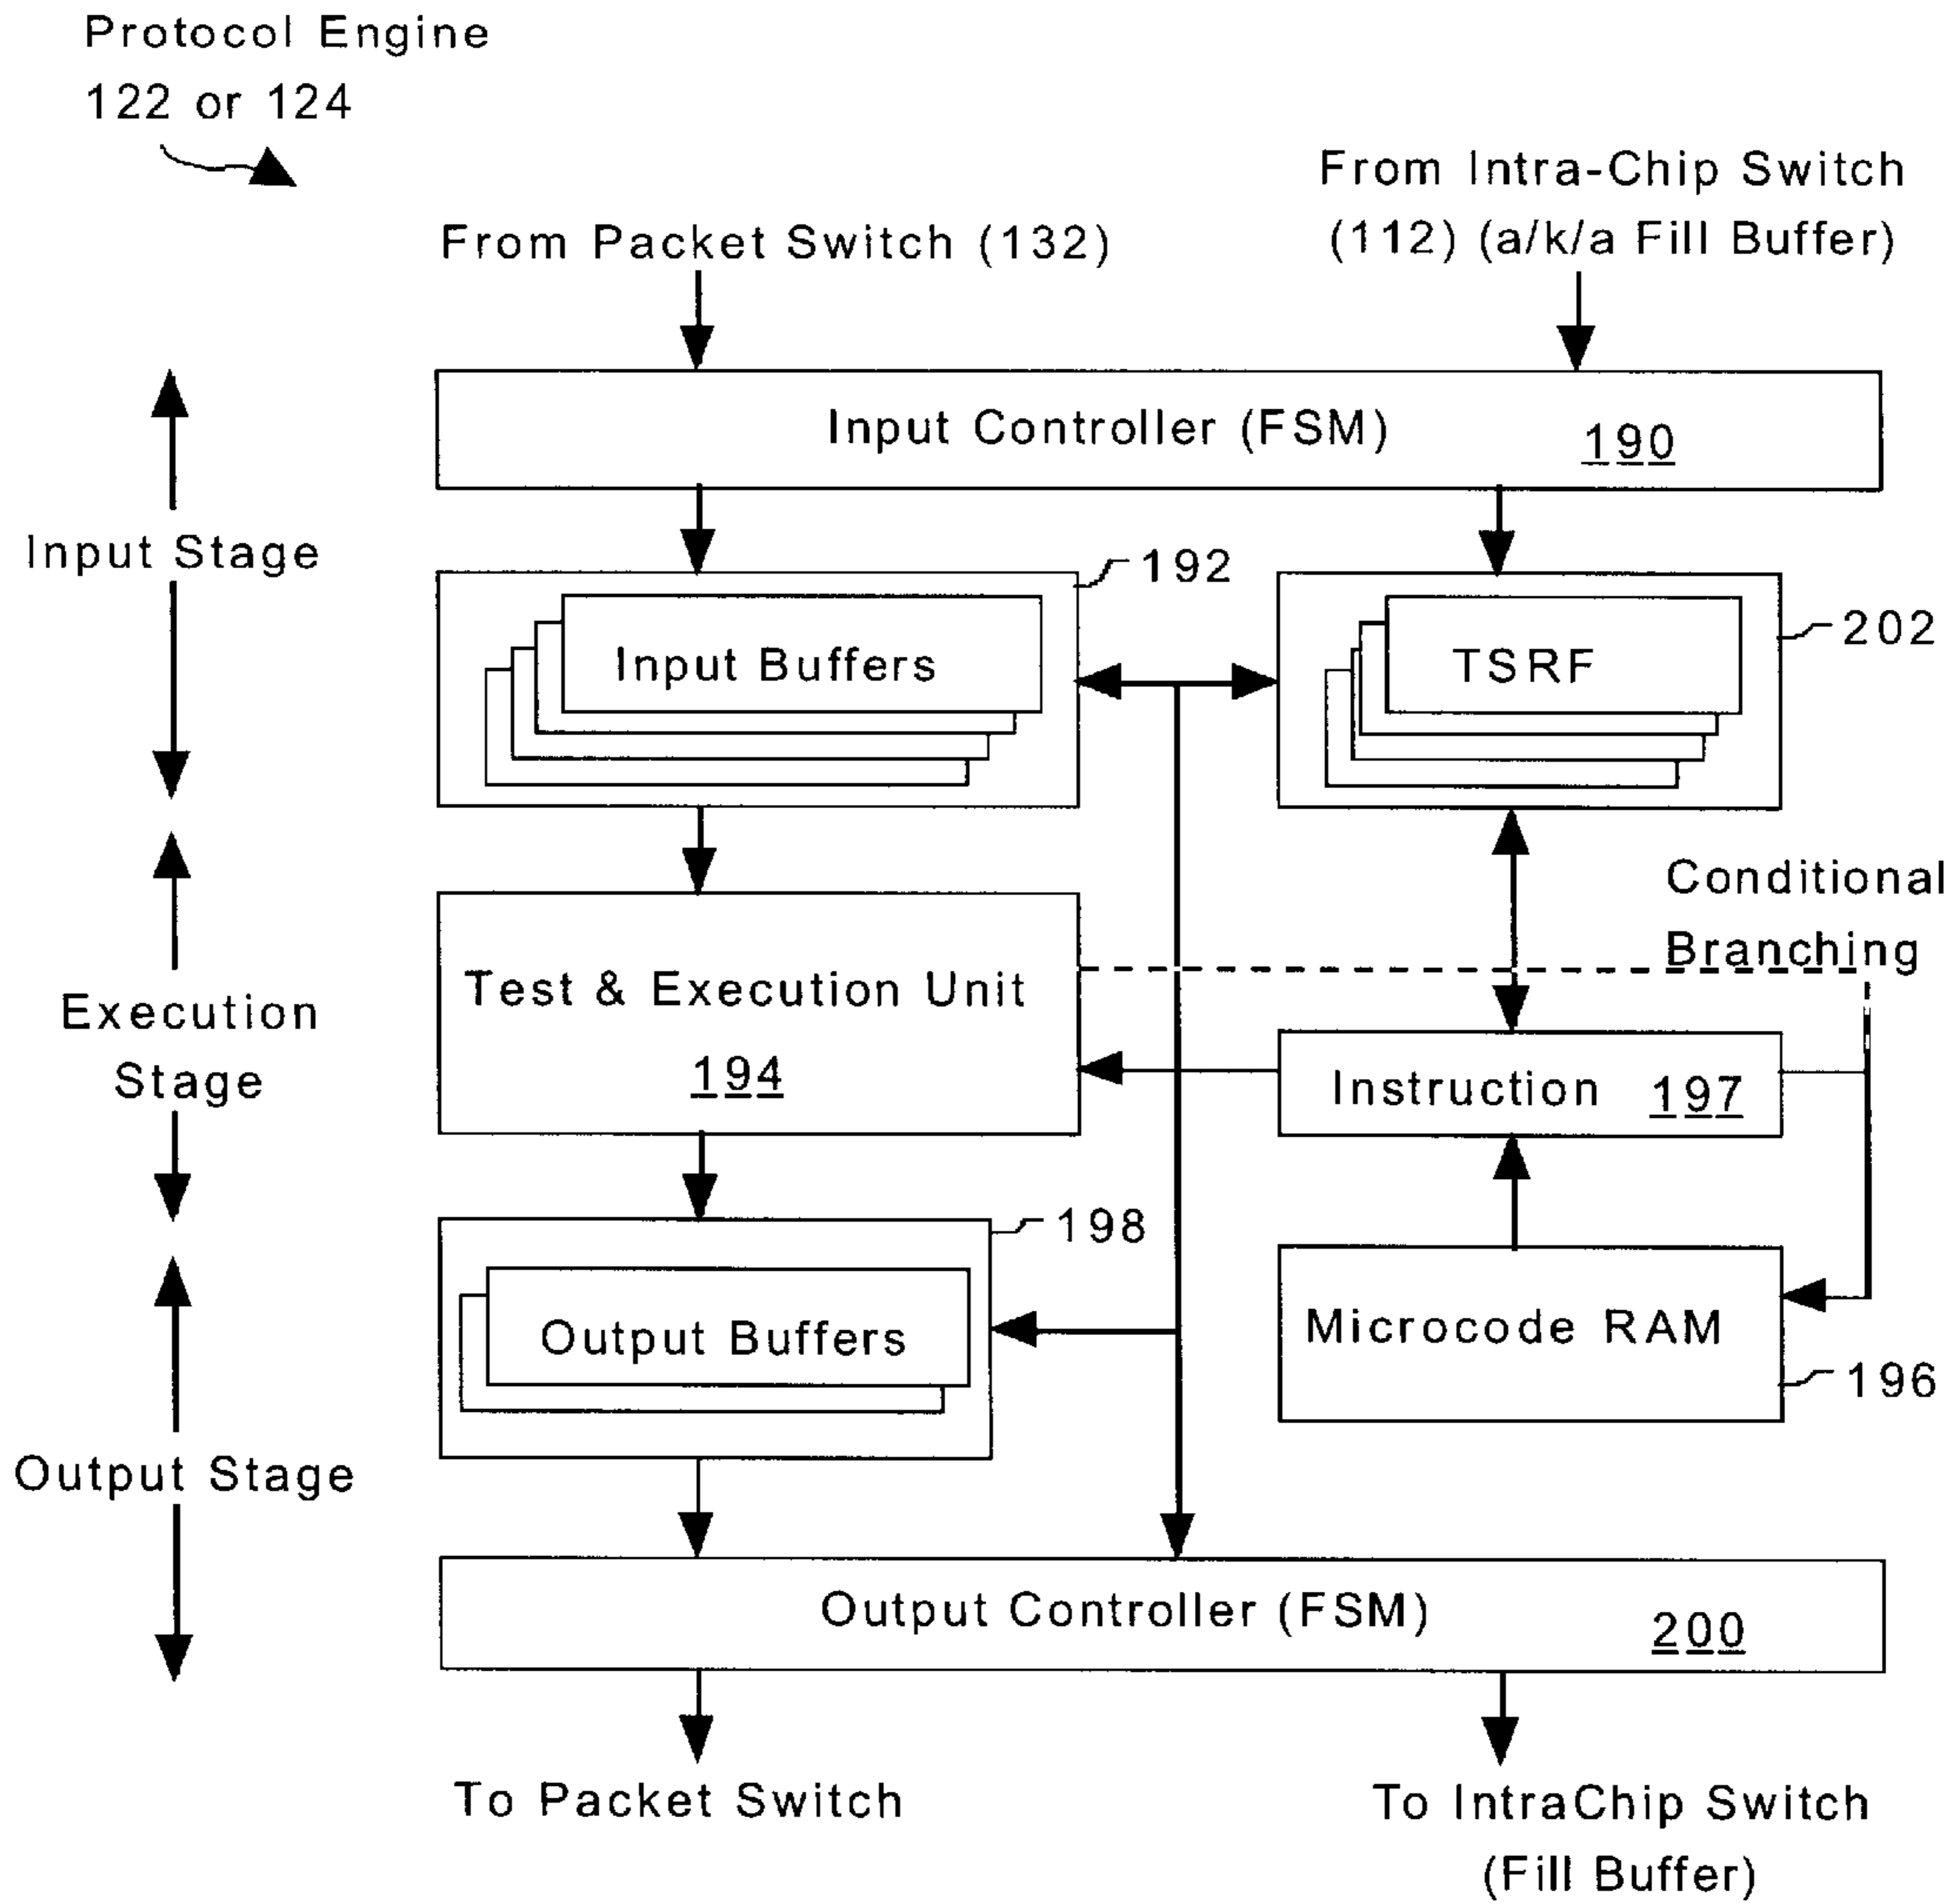 Protocol Engine
122 or 124
From Intra-Chip Switch
(112) (a/k/a Fill Buffer)
From Packet Switch (132)
Input Controller (FSM) 190
Input Stage
192
Input Buffers
202
TSRF
Conditional
Branching
Test & Execution Unit
194
Execution
Stage
Instruction 197
198
Output Buffers
Microcode RAM
196
Output Stage
Output Controller (FSM) 200
To Packet Switch
To IntraChip Switch
(Fill Buffer)